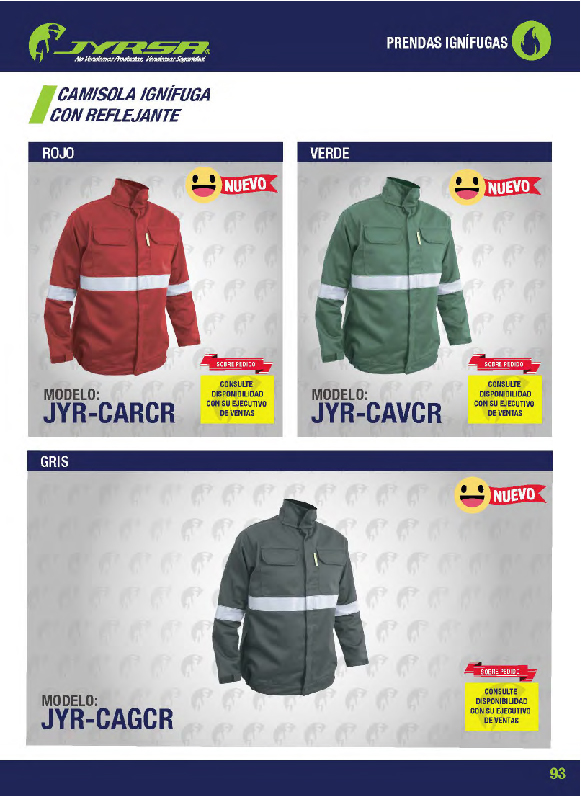 JYRSA
No Vendemos Productos, Vendemos Seguridad
PRENDAS IGNÍFUGAS
CAMISOLA IGNÍFUGA
CON REFLEJANTE
ROJO
NUEVO
SOBRE PEDIDO
CONSULTE
DISPONIBILIDAD
CON SU EJECUTIVO
DE VENTAS
MODELO:
JYR-CARCR
VERDE
NUEVO
SOBRE PEDIDO
CONSULTE
DISPONIBILIDAD
CON SU EJECUTIVO
DE VENTAS
MODELO:
JYR-CAVCR
GRIS
NUEVO
SOBRE PEDIDO
CONSULTE
DISPONIBILIDAD
CON SU EJECUTIVO
DE VENTAS
MODELO:
JYR-CAGCR
93